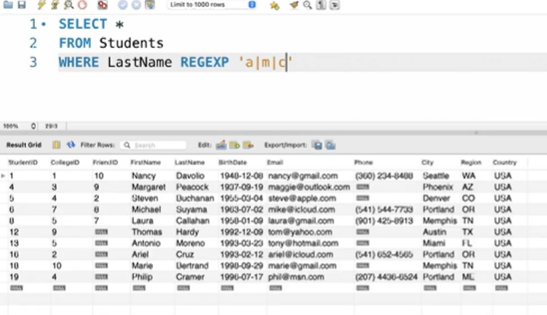 Limit to 1000 rows
1 SELECT *
2 FROM Students
3 WHERE LastName REGEXP 'a|m|c'
100% 29:3
Result Grid Filter Rows: Search Edit: Export/Import:
StudentID CollegeID FriendID FirstName LastName BirthDate Email Phone City Region Country
1 1 10 Nancy Davolio 1948-12-08 nancy@gmail.com (360) 234-8488 Seattle WA USA
4 3 9 Margaret Peacock 1937-09-19 maggie@outlook.com NULL Phoenix AZ USA
5 4 2 Steven Buchanan 1955-03-04 steve@apple.com NULL Denver CO USA
6 7 8 Michael Suyama 1963-07-02 mike@icloud.com (541) 544-7733 Portland OR USA
8 5 7 Laura Callahan 1958-01-09 laura@gmail.com (901) 425-8913 Memphis TN USA
12 9 NULL Thomas Hardy 1992-12-09 tom@yahoo.com NULL Austin TX USA
13 5 NULL Antonio Moreno 1993-03-23 tony@hotmail.com NULL Miami FL USA
16 2 NULL Ariel Cruz 1993-02-12 ariel@icloud.com (541) 652-4565 Portland OR USA
18 10 NULL Marie Bertrand 1990-09-29 marie@gmail.com NULL Memphis TN USA
19 4 NULL Philip Cramer 1996-07-17 phil@msn.com (207) 4436-6524 Portland ME USA
NULL NULL NULL NULL NULL NULL NULL NULL NULL NULL NULL